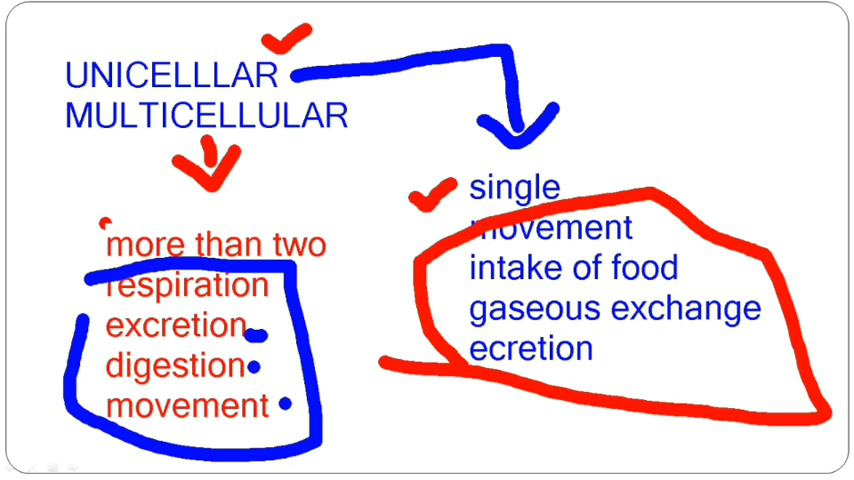 UNICELLLAR
MULTICELLULAR
more than two
respiration
excretion
digestion
movement
single
movement
intake of food
gaseous exchange
ecretion